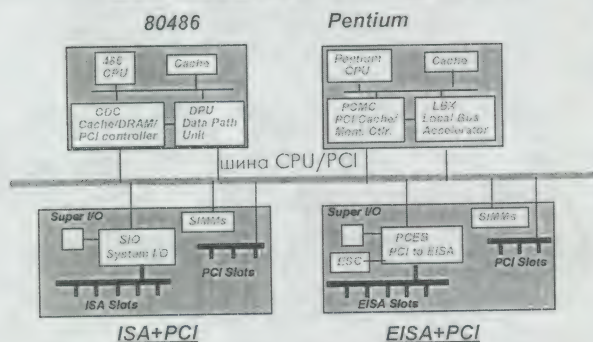 80486
Pentium
486
CPU
Cache
Pentium
CPU
Cache
CDC
Cache/DRAM/
PCI controller
DPU
Data Path
Unit
PCMC
PCI Cache/
Mem. Ctlr.
LBX
Local Bus
Accelerator
шина CPU/PCI
Super I/O
SIMMs
SIO
System I/O
PCI Slots
ISA Slots
Super I/O
SIMMs
PCEB
PCI to EISA
ESC
PCI Slots
EISA Slots
ISA+PCI
EISA+PCI